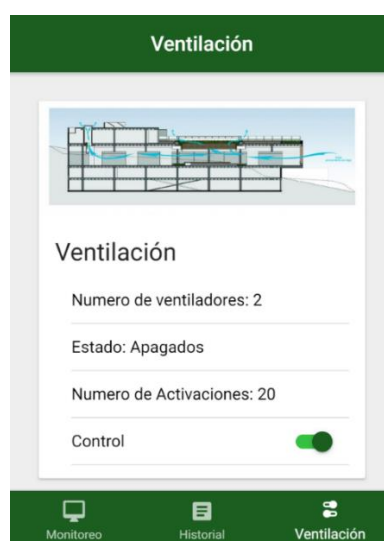 Ventilación
Ventilación
Numero de ventiladores: 2
Estado: Apagados
Numero de Activaciones: 20
Control
Monitoreo
Historial
Ventilación